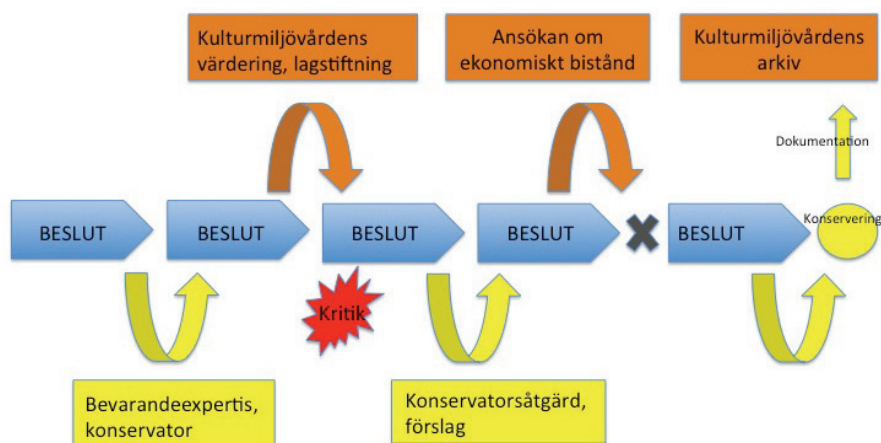 Kulturmiljövårdens
värdering, lagstiftning
Ansökan om
ekonomiskt bistånd
Kulturmiljövårdens
arkiv
Dokumentation
BESLUT
BESLUT
BESLUT
BESLUT
BESLUT
Konservering
Kritik
Bevarandeexpertis,
konservator
Konservatorsåtgärd,
förslag